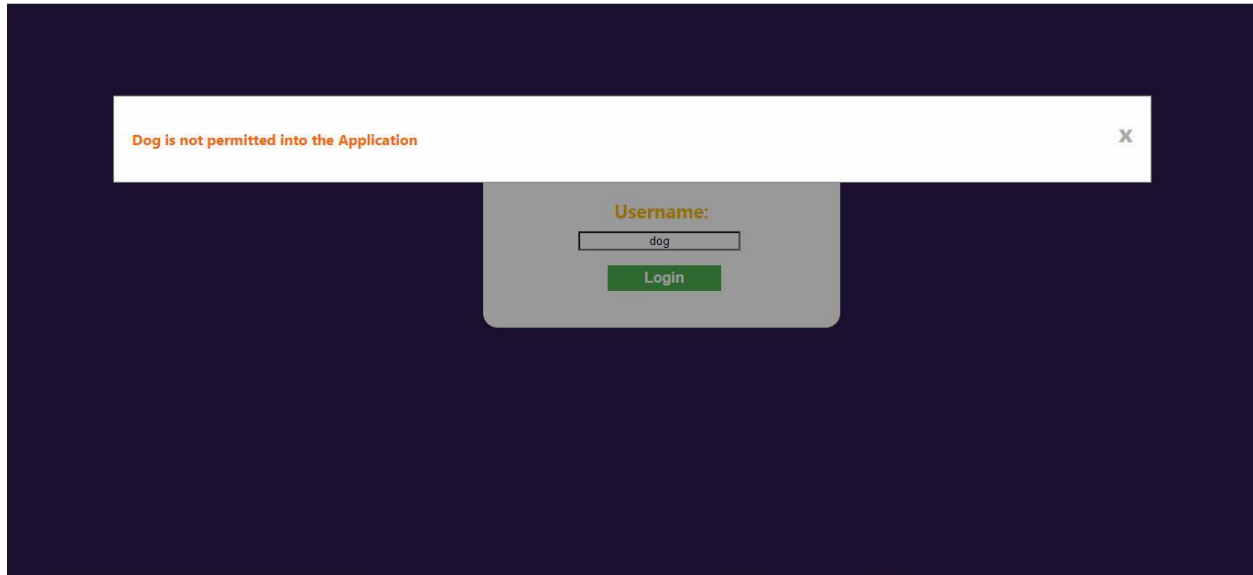 Dog is not permitted into the Application
x
Username:
dog
Login